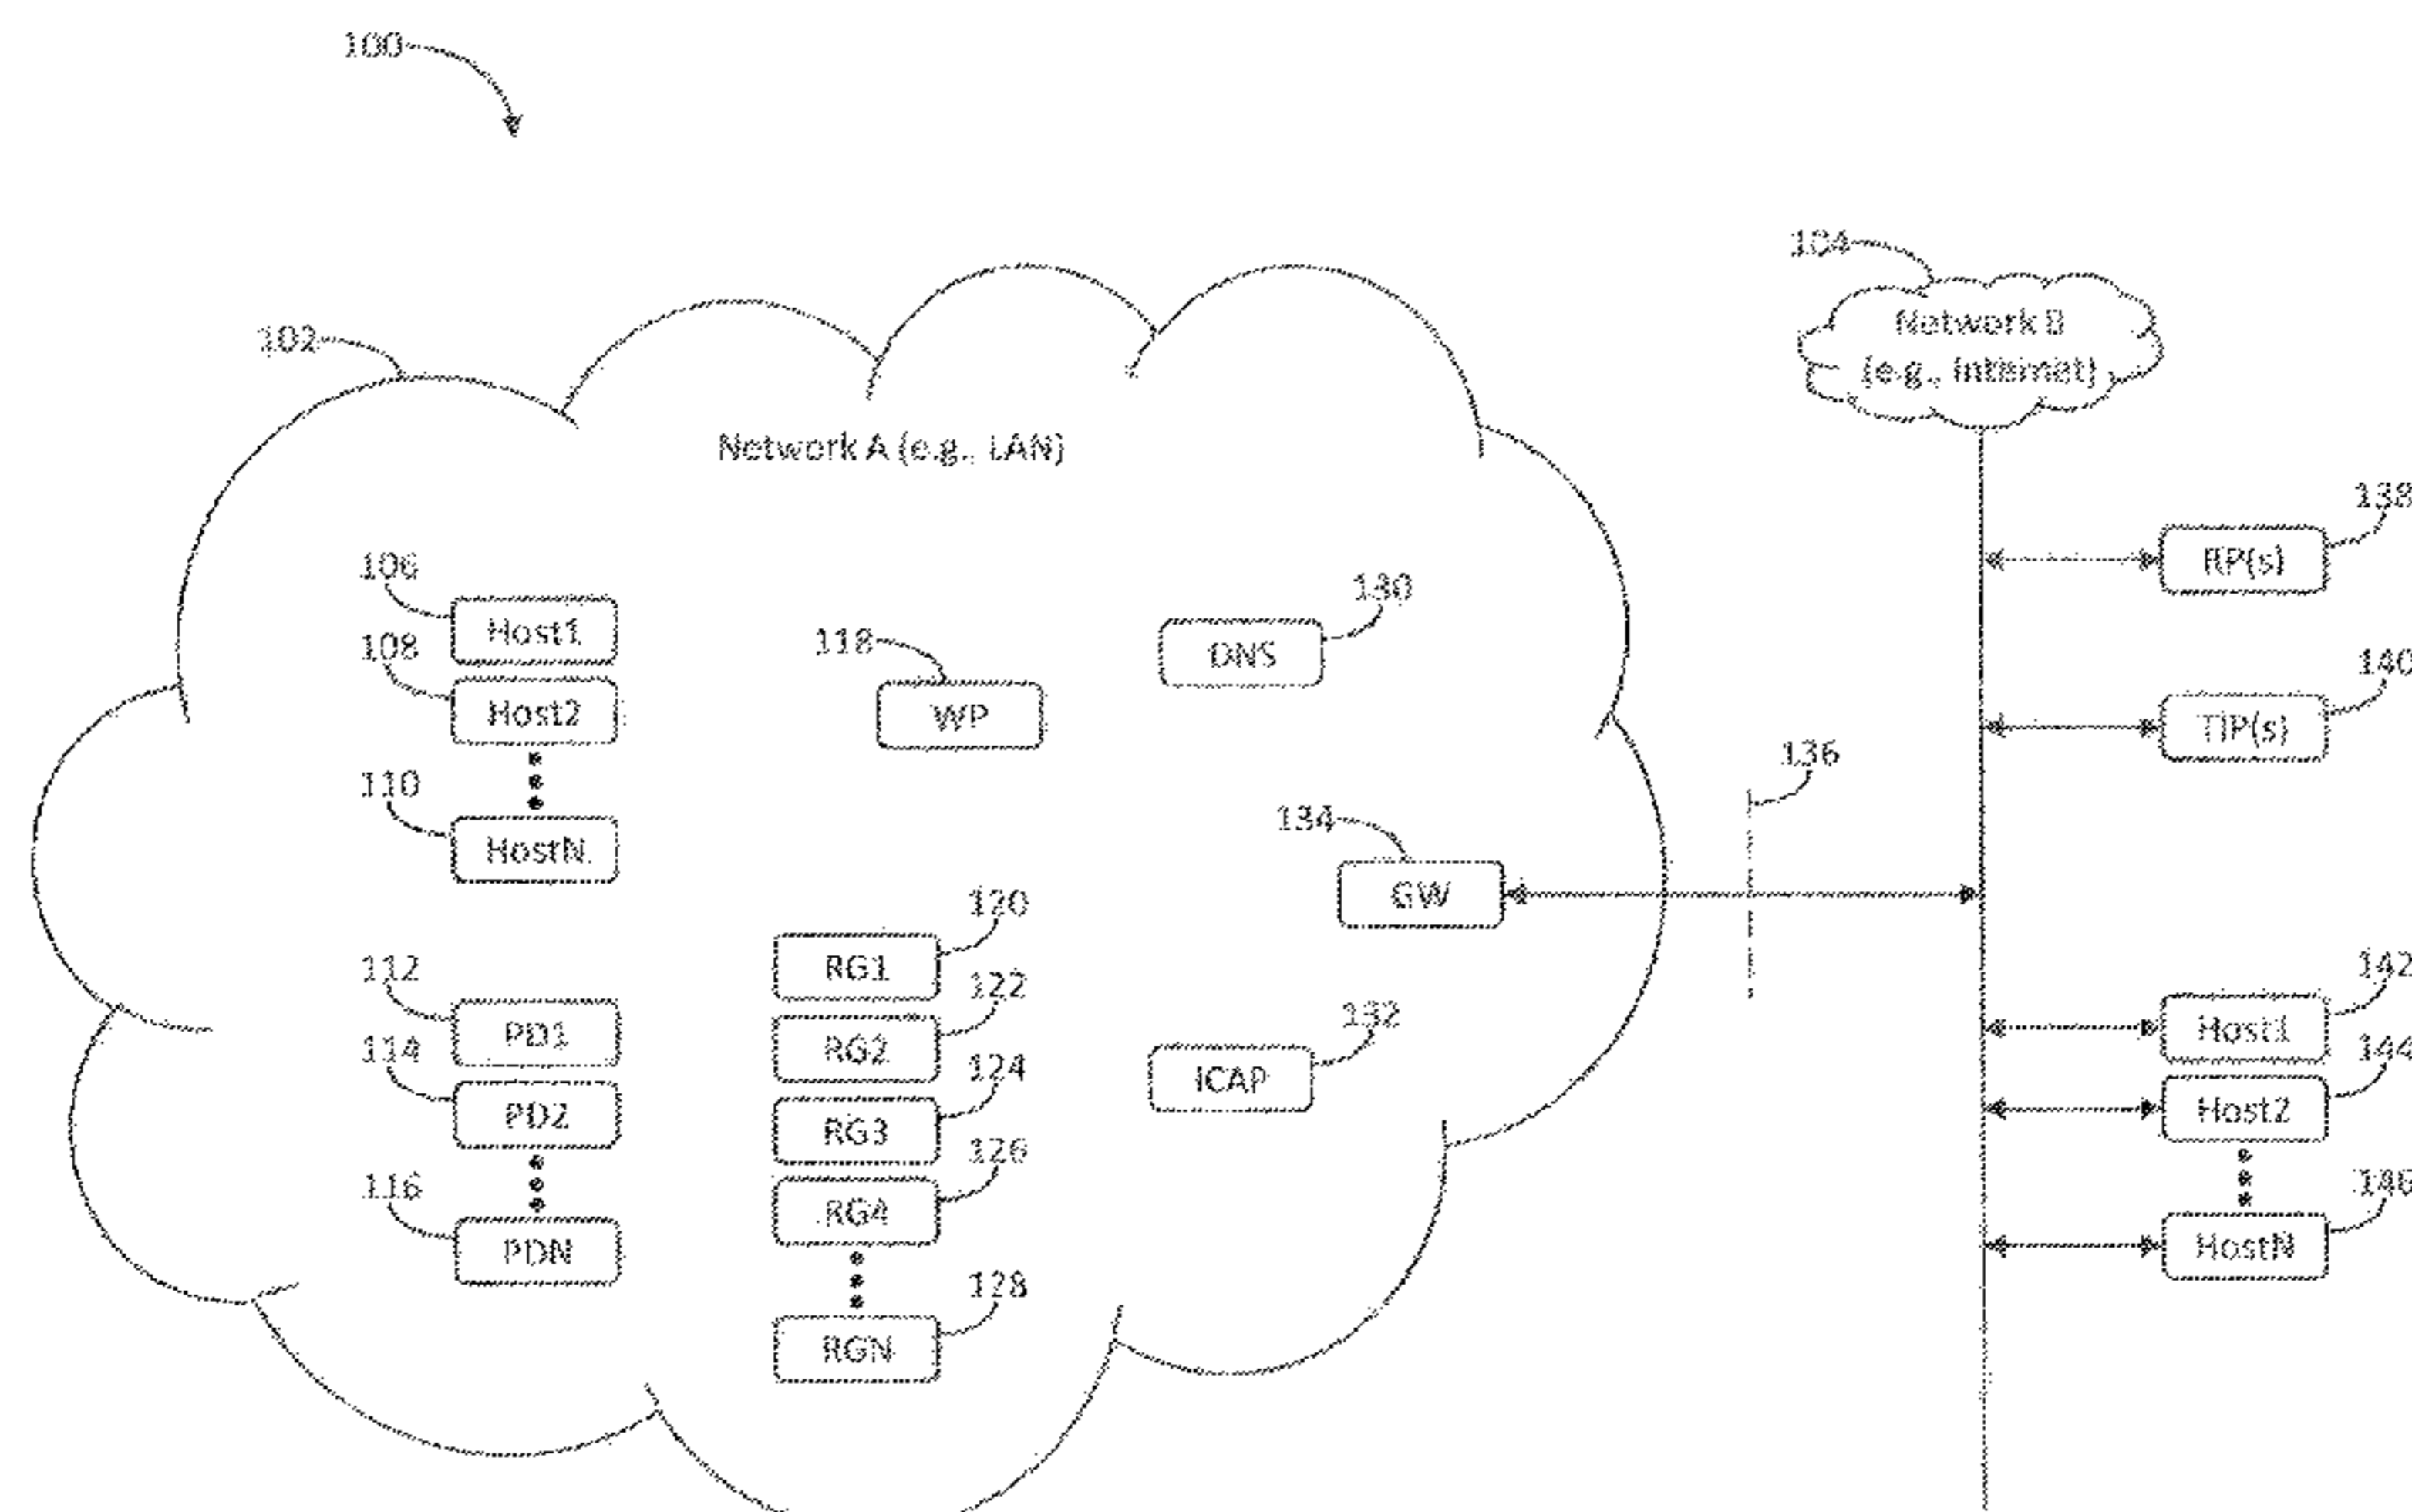 100
104
Network B
(e.g., Internet)
102
Network A (e.g., LAN)
138
RP(s)
106
Host1
130
DNS
108
Host2
118
WP
140
TIP(s)
136
110
HostN
134
GW
120
RG1
112
PD1
122
RG2
142
Host1
114
PD2
124
RG3
132
ICAP
144
Host2
126
RG4
116
PDN
146
HostN
128
RGN